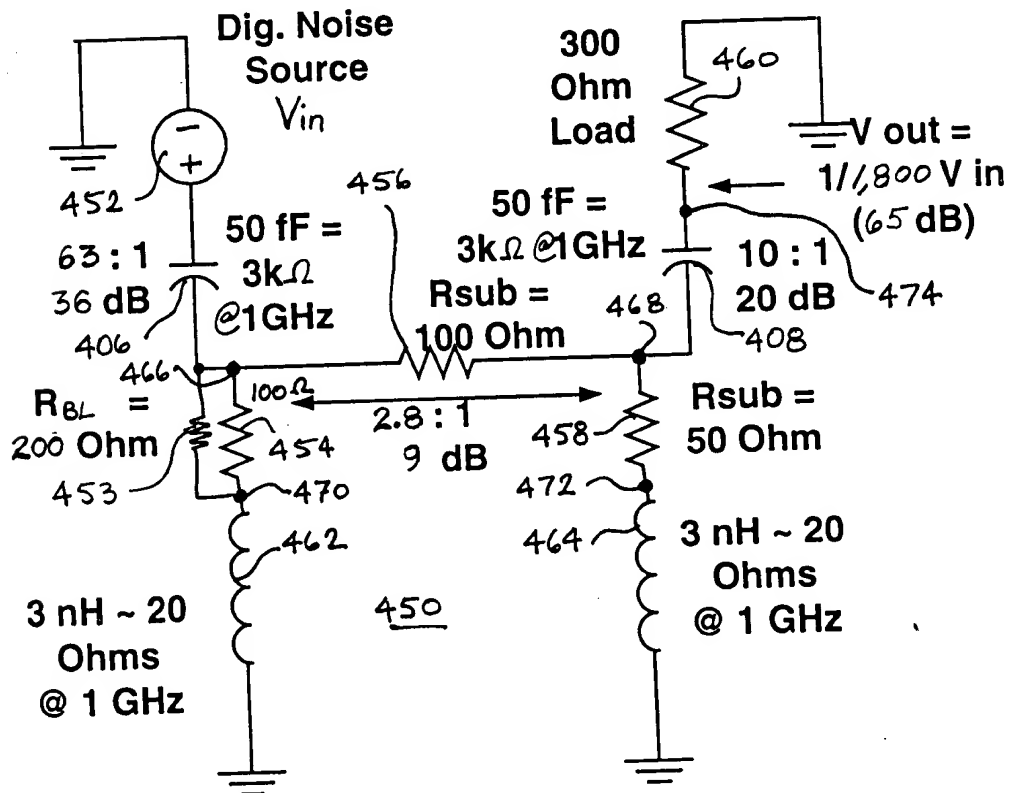 Dig. Noise
Source
Vin
452
63 : 1
36 dB
406
50 fF =
3kΩ
@1GHz
456
300
Ohm
Load
460
V out =
1/1,800 V in
(65 dB)
50 fF =
3kΩ @1GHz
10 : 1
20 dB
474
408
Rsub =
100 Ohm
468
466
RBL =
200 Ohm
453
100Ω
454
2.8 : 1
9 dB
458
Rsub =
50 Ohm
470
472
462
464
3 nH ~ 20
Ohms
@ 1 GHz
450
3 nH ~ 20
Ohms
@ 1 GHz